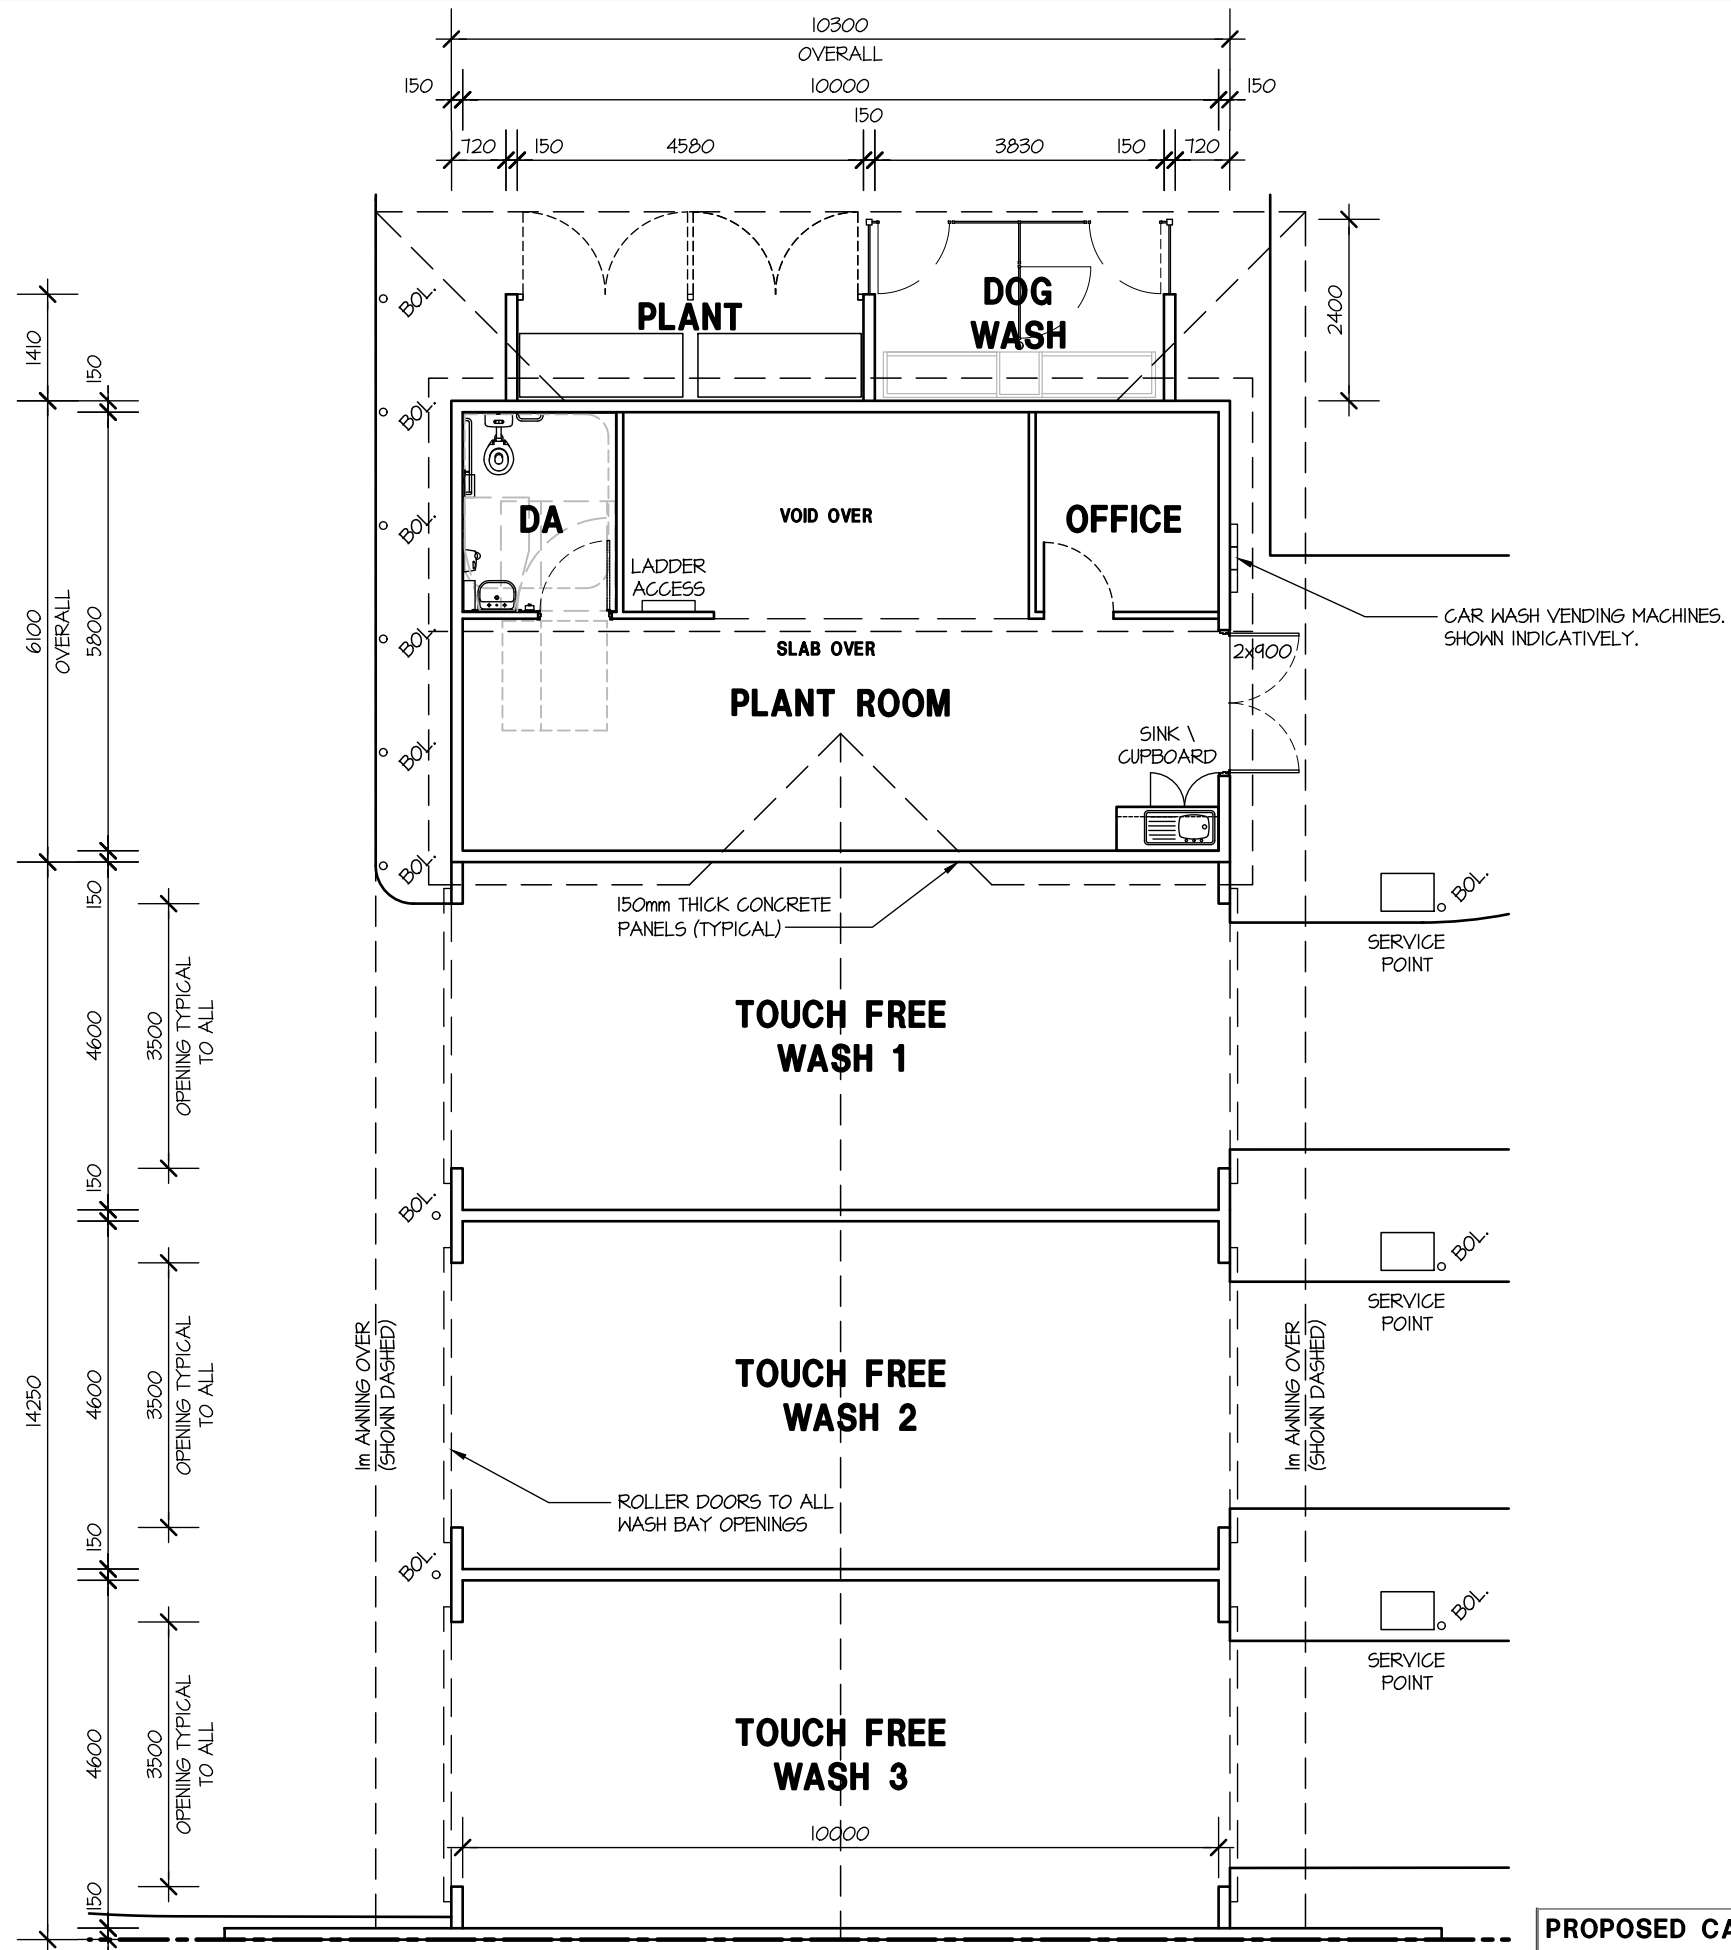 10300
OVERALL
150
10000
150
150
720
150
4580
3830
150
720
PLANT
DOG
WASH
2400
BOL.
1410
150
BOL.
DA
VOID OVER
OFFICE
BOL.
LADDER
ACCESS
CAR WASH VENDING MACHINES.
SHOWN INDICATIVELY.
6100
OVERALL
5800
BOL.
SLAB OVER
2x900
PLANT ROOM
SINK \
CUPBOARD
BOL.
BOL.
150
150mm THICK CONCRETE
PANELS (TYPICAL)
BOL.
SERVICE
POINT
TOUCH FREE
WASH 1
4600
3500
OPENING TYPICAL
TO ALL
150
BOL.
BOL.
SERVICE
POINT
1m AWNING OVER
(SHOWN DASHED)
1m AWNING OVER
(SHOWN DASHED)
TOUCH FREE
WASH 2
14250
4600
3500
OPENING TYPICAL
TO ALL
ROLLER DOORS TO ALL
WASH BAY OPENINGS
150
BOL.
BOL.
SERVICE
POINT
TOUCH FREE
WASH 3
4600
3500
OPENING TYPICAL
TO ALL
10000
150
PROPOSED CA